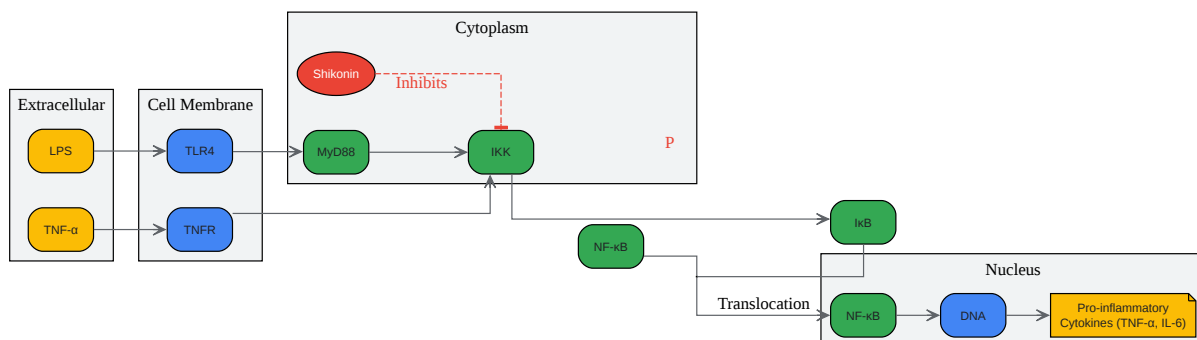 Extracellular
LPS
TNF-α
Cell Membrane
TLR4
TNFR
Cytoplasm
Shikonin
Inhibits
MyD88
IKK
P
IκB
NF-κB
Translocation
Nucleus
NF-κB
DNA
Pro-inflammatory
Cytokines (TNF-α, IL-6)